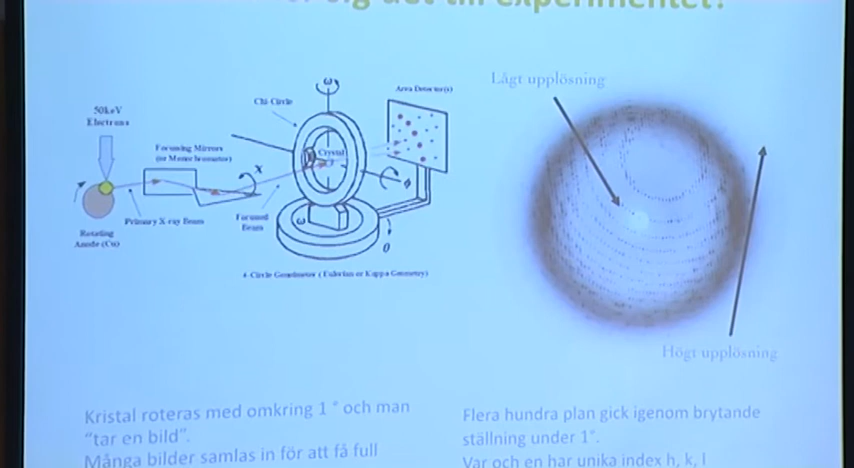 det till experimentet?
Lågt upplösning
50keV
Electrons
Chi-Circle
Area Detector(s)
Focusing Mirrors
(or Monochromator)
Crystal
ω
X
φ
Primary X-ray Beam
Focused
Beam
ω
θ
Rotating
Anode (Cu)
4-Circle Goniometer (Eulerian or Kappa Geometry)
Högt upplösning
Kristal roteras med omkring 1 ° och man
"tar en bild".
Många bilder samlas in för att få full
Flera hundra plan gick igenom brytande
ställning under 1°.
Var och en har unika index h, k, l